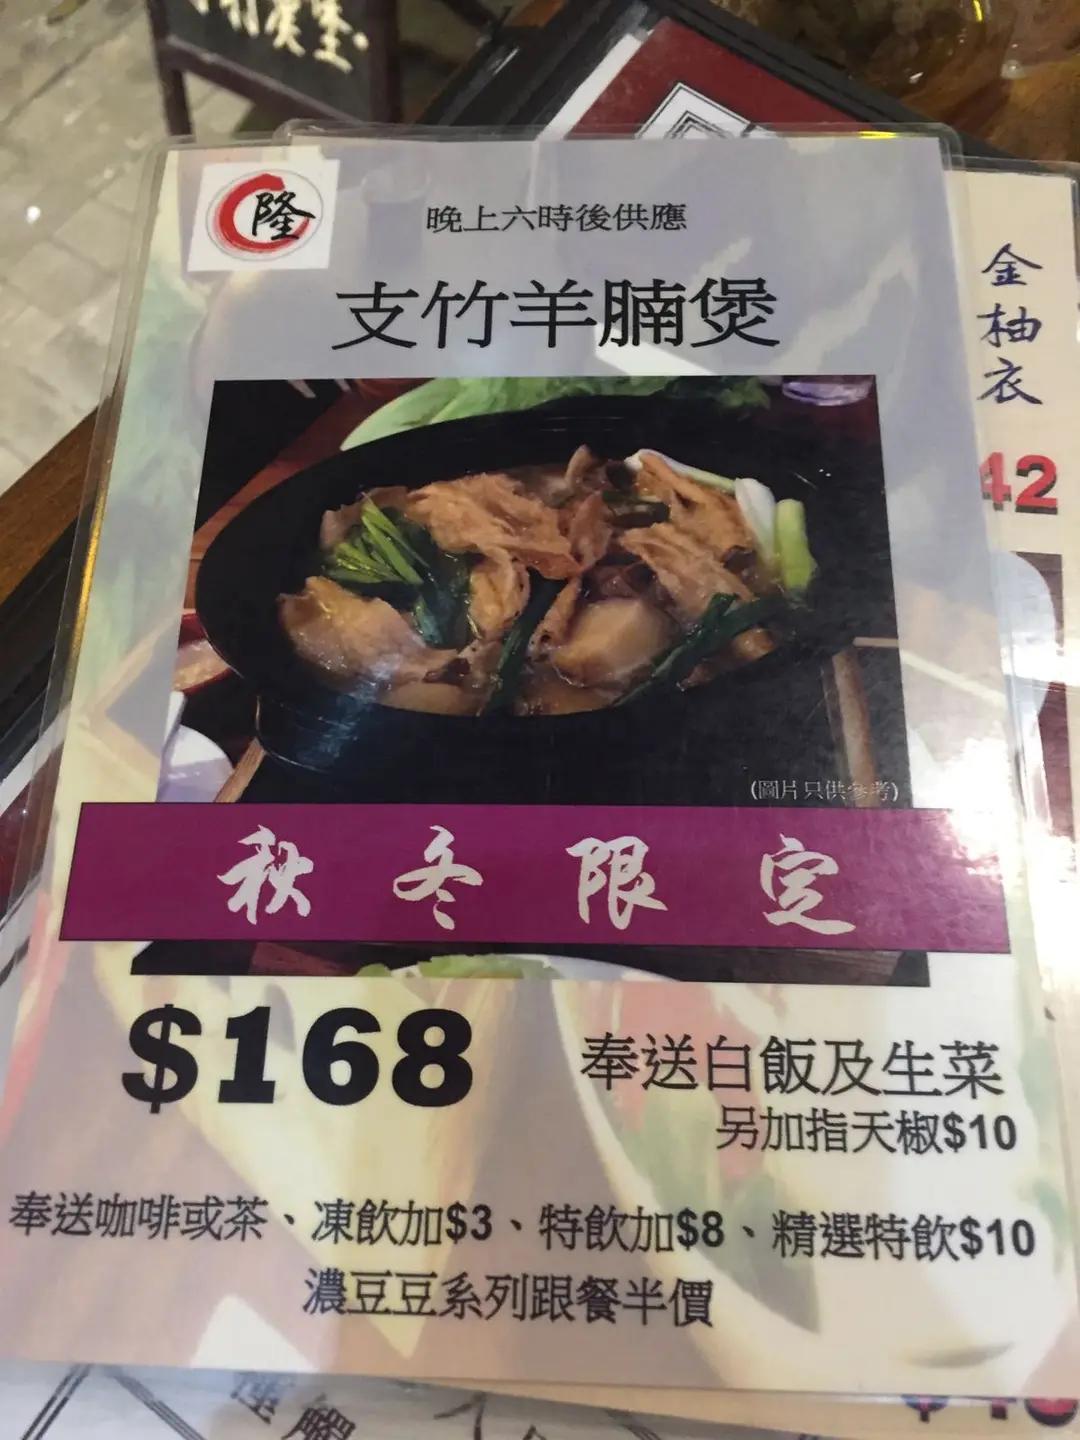 隆
晚上六時後供應
支竹羊腩煲
(圖片只供參考)
秋冬限定
$168
奉送白飯及生菜
另加指天椒$10
奉送咖啡或茶、凍飲加$3、特飲加$8、精選特飲$10
濃豆豆系列跟餐半價
金柚衣
42